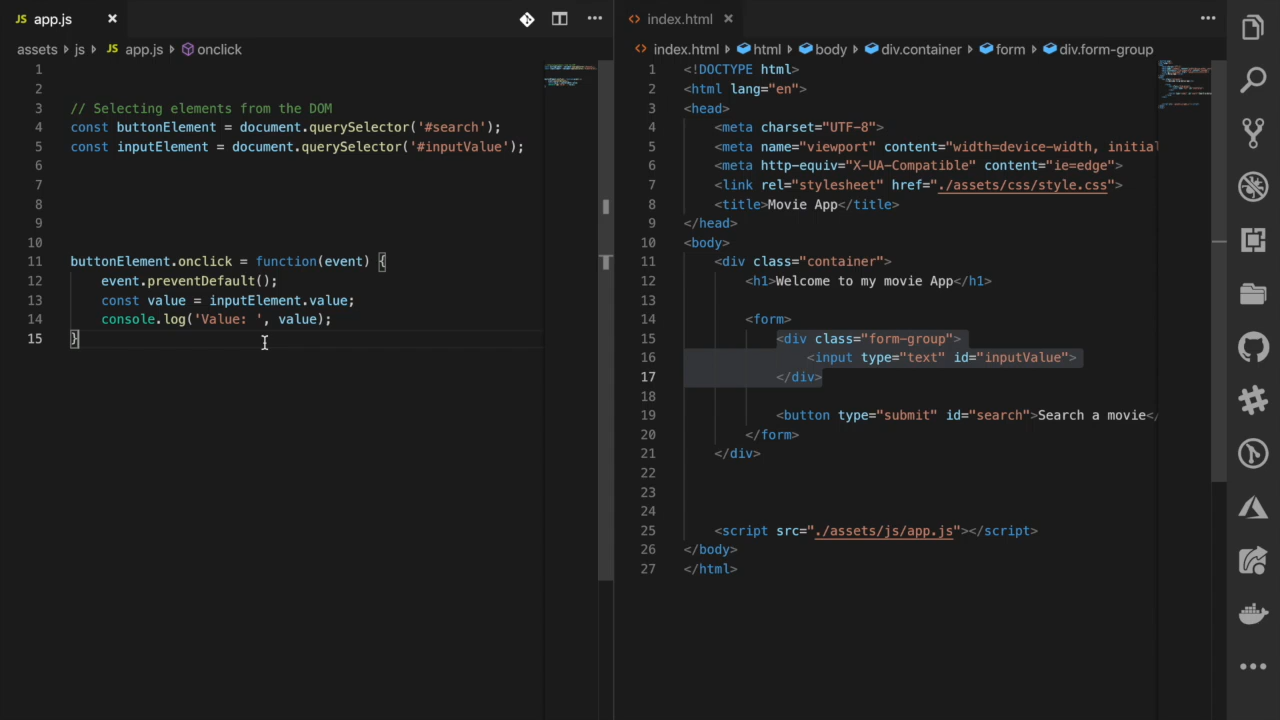 JS app.js ×
assets › js › JS app.js › onclick
1
2
3 // Selecting elements from the DOM
4 const buttonElement = document.querySelector('#search');
5 const inputElement = document.querySelector('#inputValue');
6
7
8
9
10
11 buttonElement.onclick = function(event) {
12 event.preventDefault();
13 const value = inputElement.value;
14 console.log('Value: ', value);
15 }
<> index.html ×
<> index.html › html › body › div.container › form › div.form-group
1 <!DOCTYPE html>
2 <html lang="en">
3 <head>
4 <meta charset="UTF-8">
5 <meta name="viewport" content="width=device-width, initial
6 <meta http-equiv="X-UA-Compatible" content="ie=edge">
7 <link rel="stylesheet" href="./assets/css/style.css">
8 <title>Movie App</title>
9 </head>
10 <body>
11 <div class="container">
12 <h1>Welcome to my movie App</h1>
13
14 <form>
15 <div class="form-group">
16 <input type="text" id="inputValue">
17 </div>
18
19 <button type="submit" id="search">Search a movie</
20 </form>
21 </div>
22
23
24
25 <script src="./assets/js/app.js"></script>
26 </body>
27 </html>